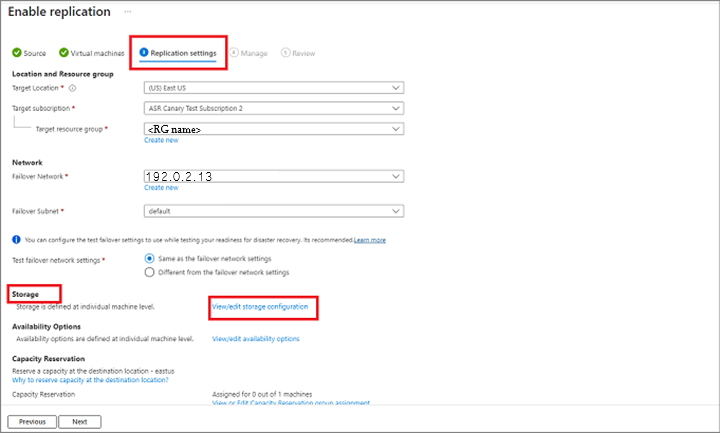 Enable replication ...
Source Virtual machines 3 Replication settings 4 Manage 5 Review
Location and Resource group
Target Location * (US) East US
Target subscription * ASR Canary Test Subscription 2
Target resource group * <RG name>
Create new
Network
Failover Network * 192.0.2.13
Create new
Failover Subnet * default
You can configure the test failover settings to use while testing your readiness for disaster recovery. Its recommended.Learn more
Test failover network settings * Same as the failover network settings
Different from the failover network settings
Storage
Storage is defined at individual machine level. View/edit storage configuration
Availability Options
Availability options are defined at individual machine level. View/edit availability options
Capacity Reservation
Reserve a capacity at the destination location - eastus
Why to reserve capacity at the destination location?
Capacity Reservation Assigned for 0 out of 1 machines
View or Edit Capacity Reservation group assignment
Previous Next